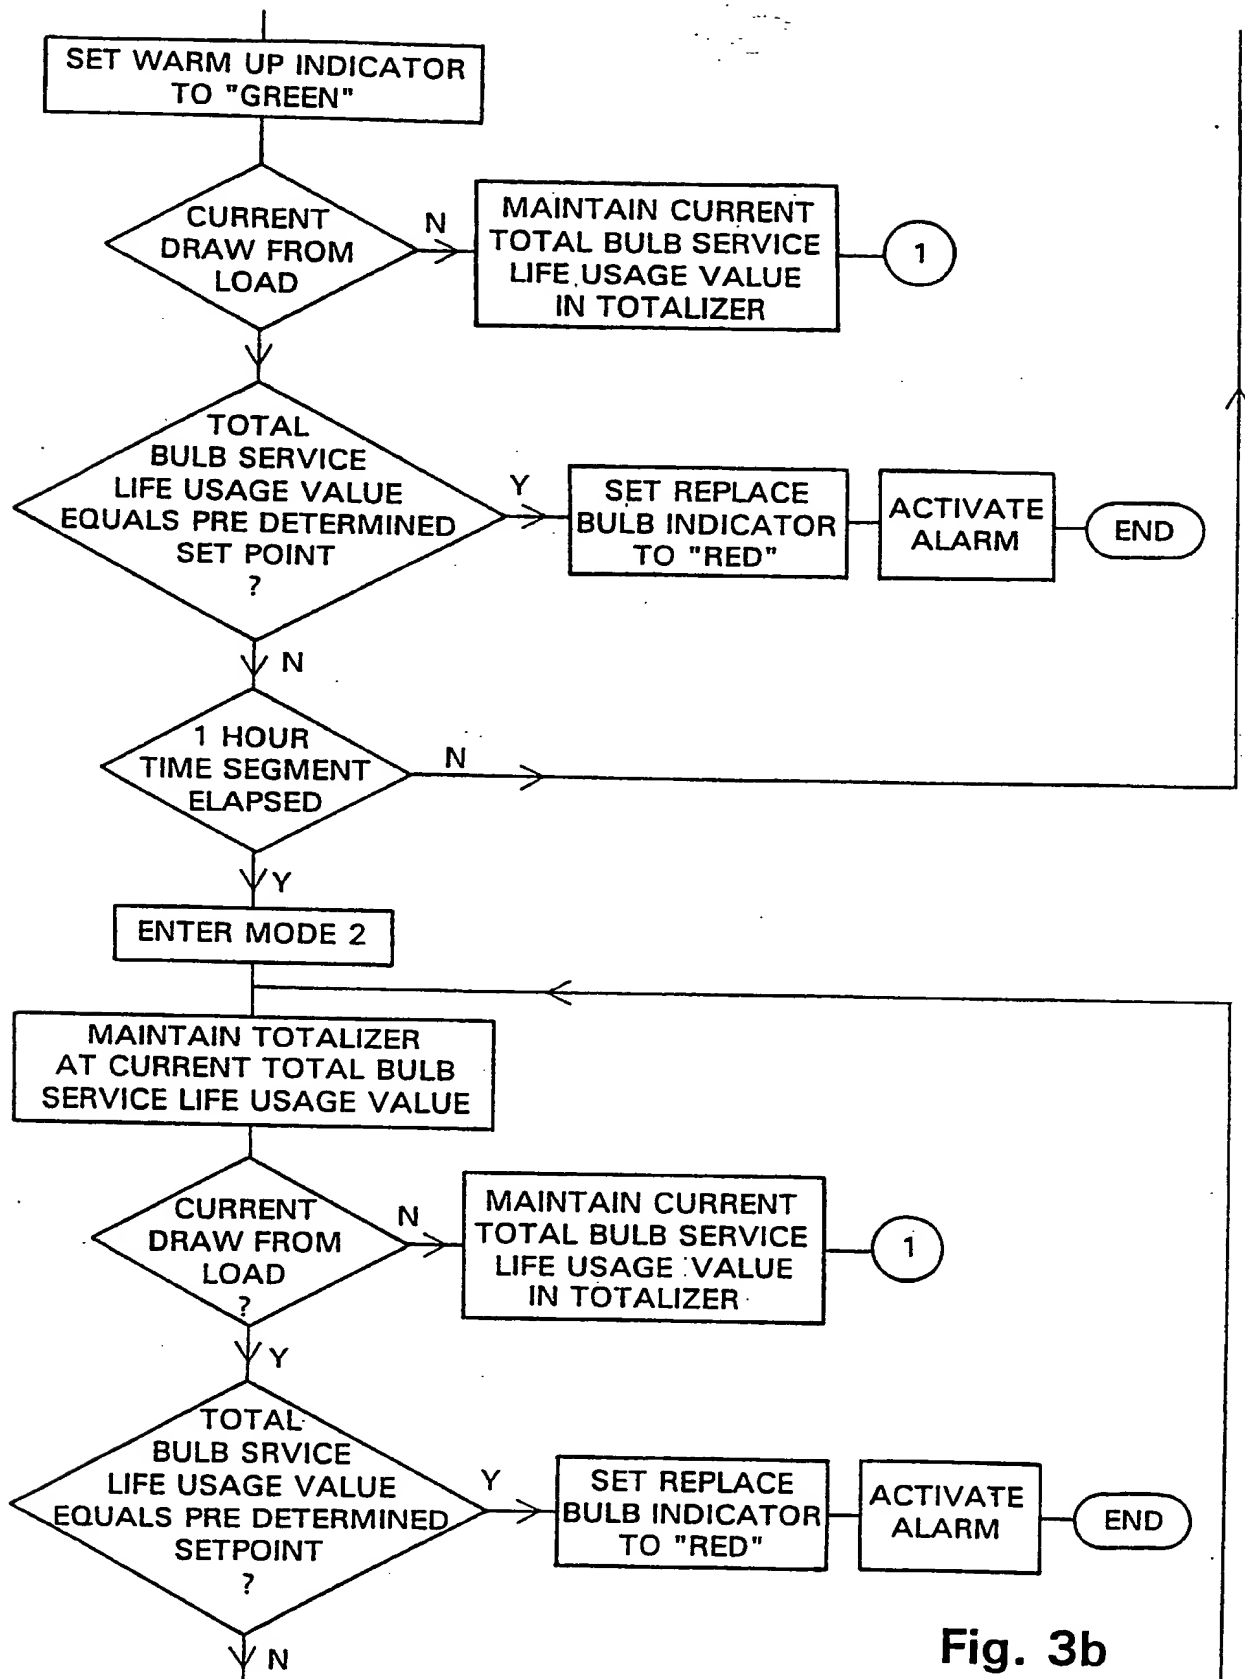 SET WARM UP INDICATOR
TO "GREEN"
CURRENT
DRAW FROM
LOAD
N
MAINTAIN CURRENT
TOTAL BULB SERVICE
LIFE USAGE VALUE
IN TOTALIZER
1
TOTAL
BULB SERVICE
LIFE USAGE VALUE
EQUALS PRE DETERMINED
SET POINT
?
Y
SET REPLACE
BULB INDICATOR
TO "RED"
ACTIVATE
ALARM
END
N
1 HOUR
TIME SEGMENT
ELAPSED
N
Y
ENTER MODE 2
MAINTAIN TOTALIZER
AT CURRENT TOTAL BULB
SERVICE LIFE USAGE VALUE
CURRENT
DRAW FROM
LOAD
?
N
MAINTAIN CURRENT
TOTAL BULB SERVICE
LIFE USAGE VALUE
IN TOTALIZER
1
Y
TOTAL
BULB SRVICE
LIFE USAGE VALUE
EQUALS PRE DETERMINED
SETPOINT
?
Y
SET REPLACE
BULB INDICATOR
TO "RED"
ACTIVATE
ALARM
END
N
Fig. 3b